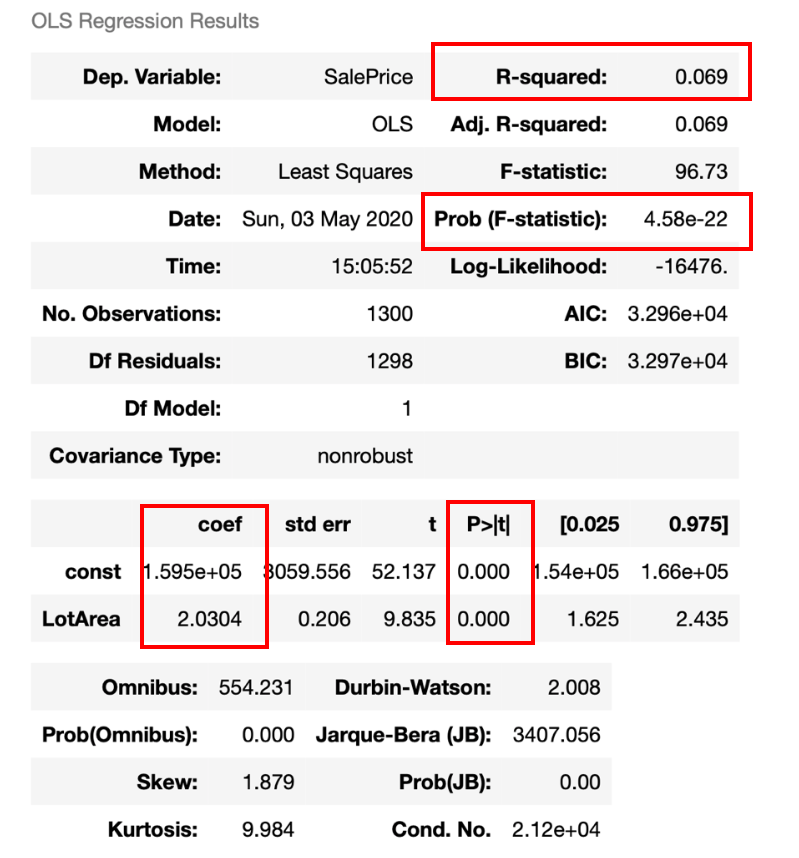 OLS Regression Results
Dep. Variable: SalePrice R-squared: 0.069
Model: OLS Adj. R-squared: 0.069
Method: Least Squares F-statistic: 96.73
Date: Sun, 03 May 2020 Prob (F-statistic): 4.58e-22
Time: 15:05:52 Log-Likelihood: -16476.
No. Observations: 1300 AIC: 3.296e+04
Df Residuals: 1298 BIC: 3.297e+04
Df Model: 1
Covariance Type: nonrobust
coef std err t P>|t| [0.025 0.975]
const 1.595e+05 3059.556 52.137 0.000 1.54e+05 1.66e+05
LotArea 2.0304 0.206 9.835 0.000 1.625 2.435
Omnibus: 554.231 Durbin-Watson: 2.008
Prob(Omnibus): 0.000 Jarque-Bera (JB): 3407.056
Skew: 1.879 Prob(JB): 0.00
Kurtosis: 9.984 Cond. No. 2.12e+04